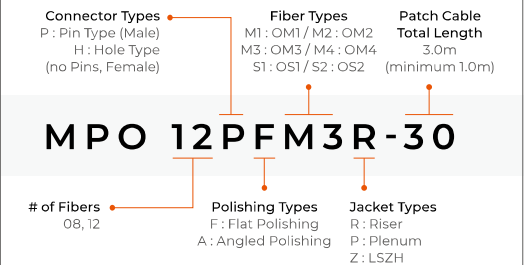 Connector Types
P : Pin Type (Male)
H : Hole Type
(no Pins, Female)
Fiber Types
M1 : OM1 / M2 : OM2
M3 : OM3 / M4 : OM4
S1 : OS1 / S2 : OS2
Patch Cable
Total Length
3.0m
(minimum 1.0m)
MPO 12PFM3R-30
# of Fibers
08, 12
Polishing Types
F : Flat Polishing
A : Angled Polishing
Jacket Types
R : Riser
P : Plenum
Z : LSZH